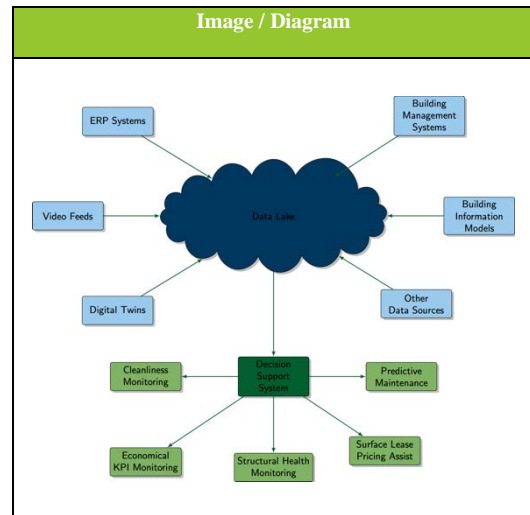 Image / Diagram
ERP Systems
Building
Management
Systems
Video Feeds
Data Lake
Building
Information
Models
Digital Twins
Other
Data Sources
Cleanliness
Monitoring
Decision
Support
System
Predictive
Maintenance
Economical
KPI Monitoring
Structural Health
Monitoring
Surface Lease
Pricing Assist